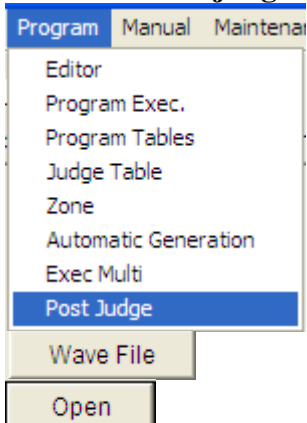 Program Manual Maintena
Editor
Program Exec.
Program Tables
Judge Table
Zone
Automatic Generation
Exec Multi
Post Judge
Wave File
Open